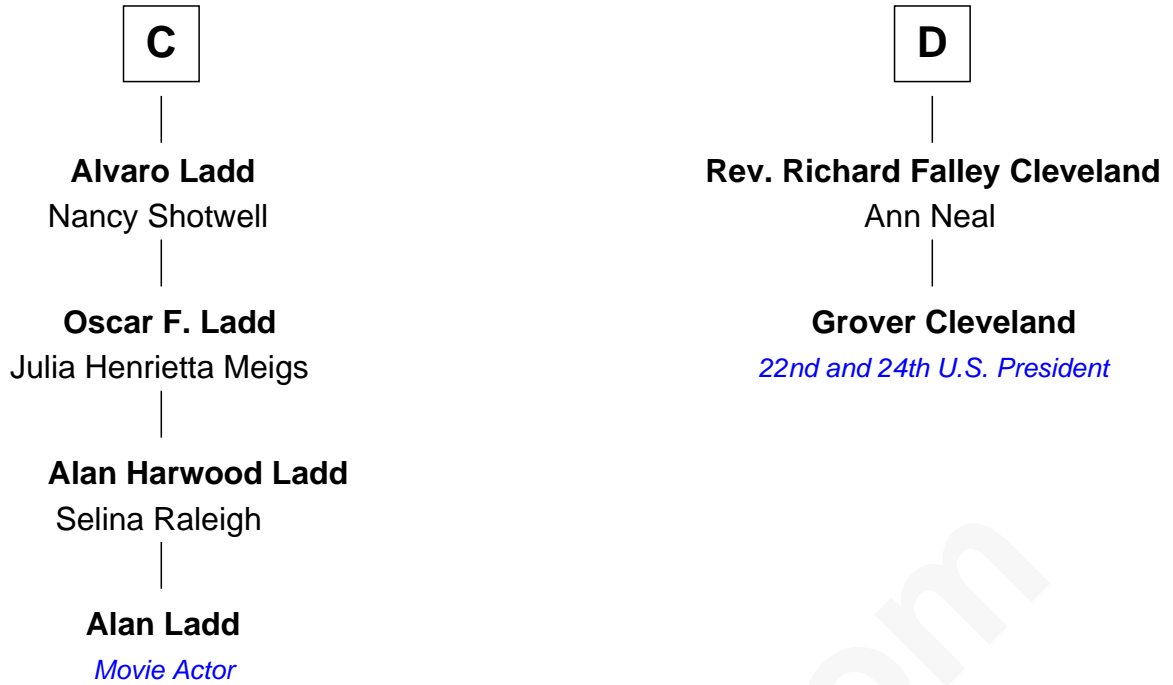 C
Alvaro Ladd
Nancy Shotwell
Oscar F. Ladd
Julia Henrietta Meigs
Alan Harwood Ladd
Selina Raleigh
Alan Ladd
Movie Actor
D
Rev. Richard Falley Cleveland
Ann Neal
Grover Cleveland
22nd and 24th U.S. President
om